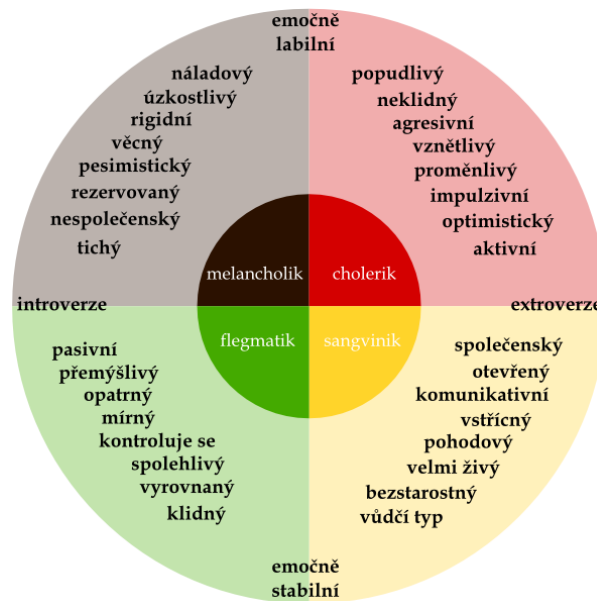 emočně
labilní
náladový
úzkostlivý
rigidní
věcný
pesimistický
rezervovaný
nespolečenský
tichý
popudlivý
neklidný
agresivní
vznětlivý
proměnlivý
impulzivní
optimistický
aktivní
melancholik
cholerik
introverze
extroverze
flegmatik
sangvinik
pasivní
přemýšlivý
opatrný
mírný
kontroluje se
spolehlivý
vyrovnaný
klidný
společenský
otevřený
komunikativní
vstřícný
pohodový
velmi živý
bezstarostný
vůdčí typ
emočně
stabilní